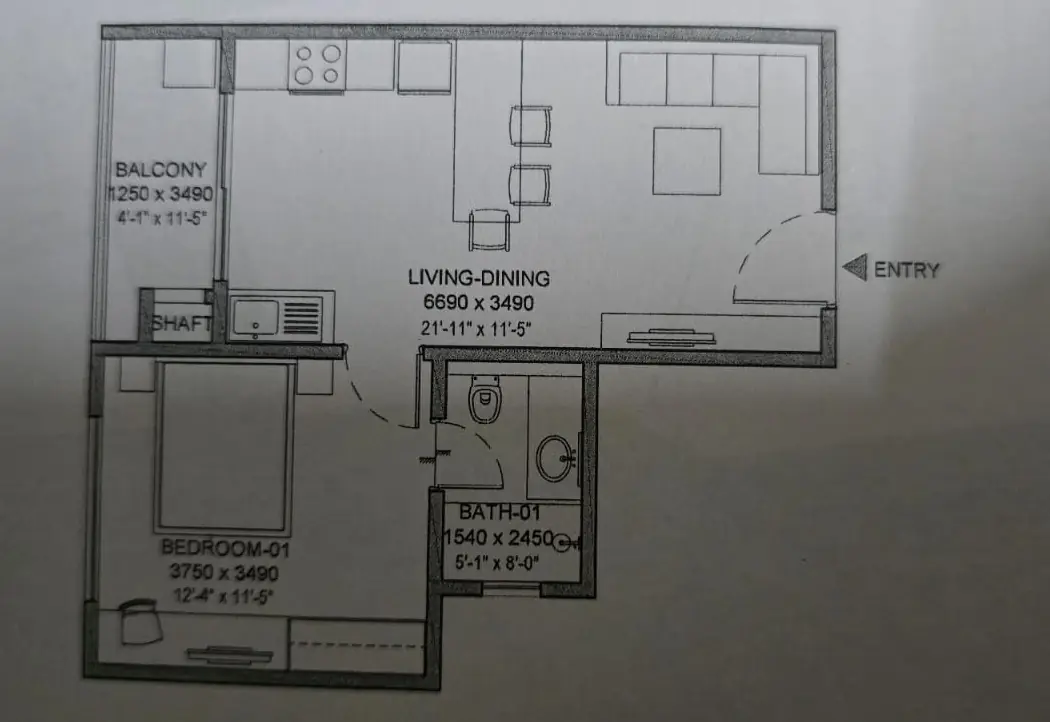 BALCONY
1250 x 3490
4'-1" x 11'-5"
LIVING-DINING
6690 x 3490
21'-11" x 11'-5"
ENTRY
SHAFT
BATH-01
1540 x 2450
5'-1" x 8'-0"
BEDROOM-01
3750 x 3490
12'-4" x 11'-5"